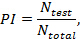 PI = N_test / N_total,